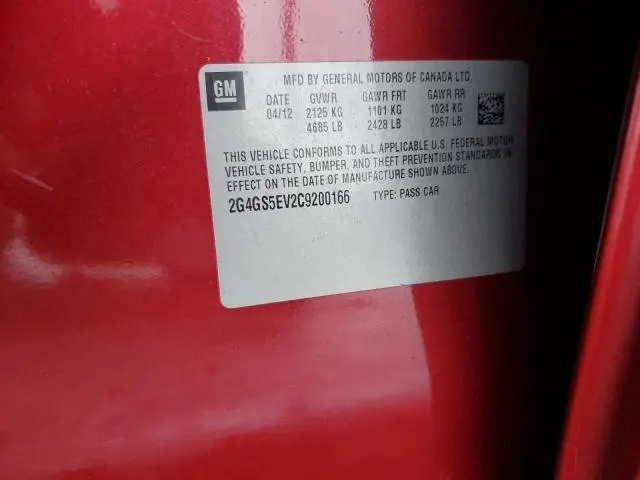 GM
MFD BY GENERAL MOTORS OF CANADA LTD.
DATE GVWR GAWR FRT GAWR RR
04/12 2125 KG 1101 KG 1024 KG
4685 LB 2428 LB 2257 LB
THIS VEHICLE CONFORMS TO ALL APPLICABLE U.S. FEDERAL MOTOR
VEHICLE SAFETY, BUMPER, AND THEFT PREVENTION STANDARDS IN
EFFECT ON THE DATE OF MANUFACTURE SHOWN ABOVE.
2G4GS5EV2C9200166 TYPE: PASS CAR